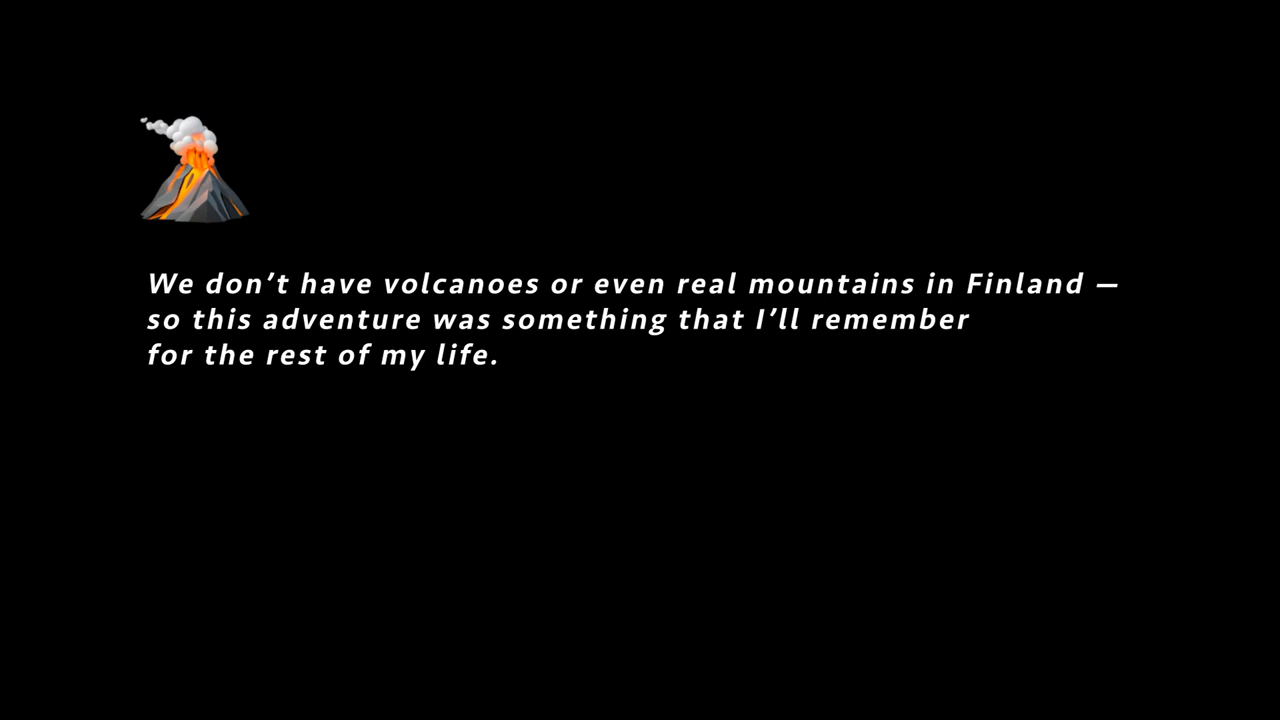 We don’t have volcanoes or even real mountains in Finland —
so this adventure was something that I’ll remember
for the rest of my life.